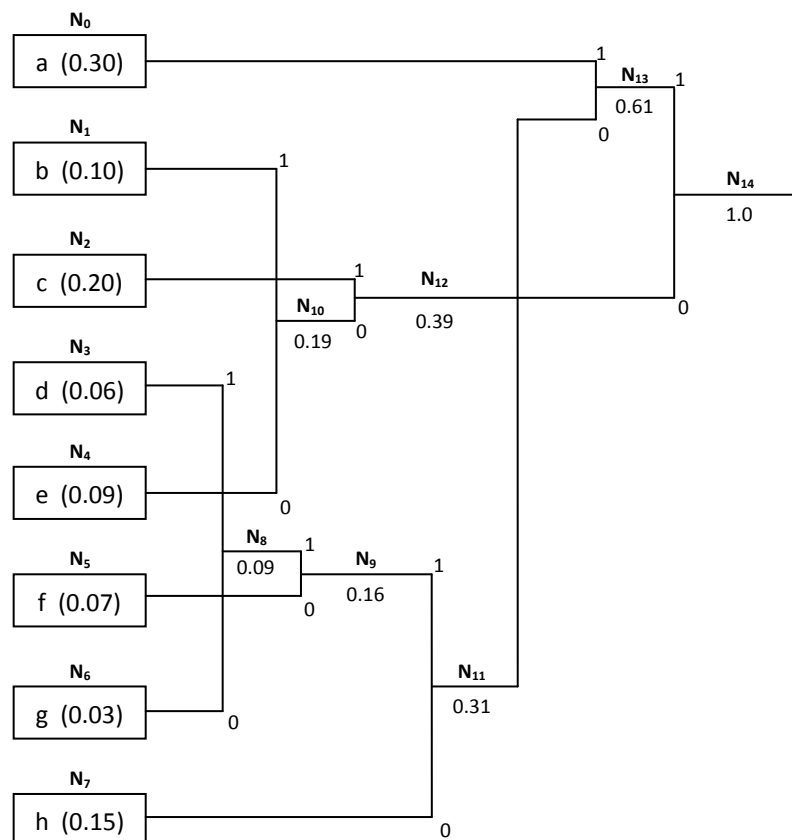 N₀
a (0.30)
1
N₁₃
1
0.61
0
N₁
b (0.10)
1
N₁₄
1.0
N₂
c (0.20)
1
N₁₂
N₁₀
0.39
0
0.19
0
N₃
d (0.06)
1
N₄
e (0.09)
0
N₈
1
0.09
N₉
1
0.16
0
N₅
f (0.07)
N₆
g (0.03)
0
N₁₁
0.31
N₇
h (0.15)
0